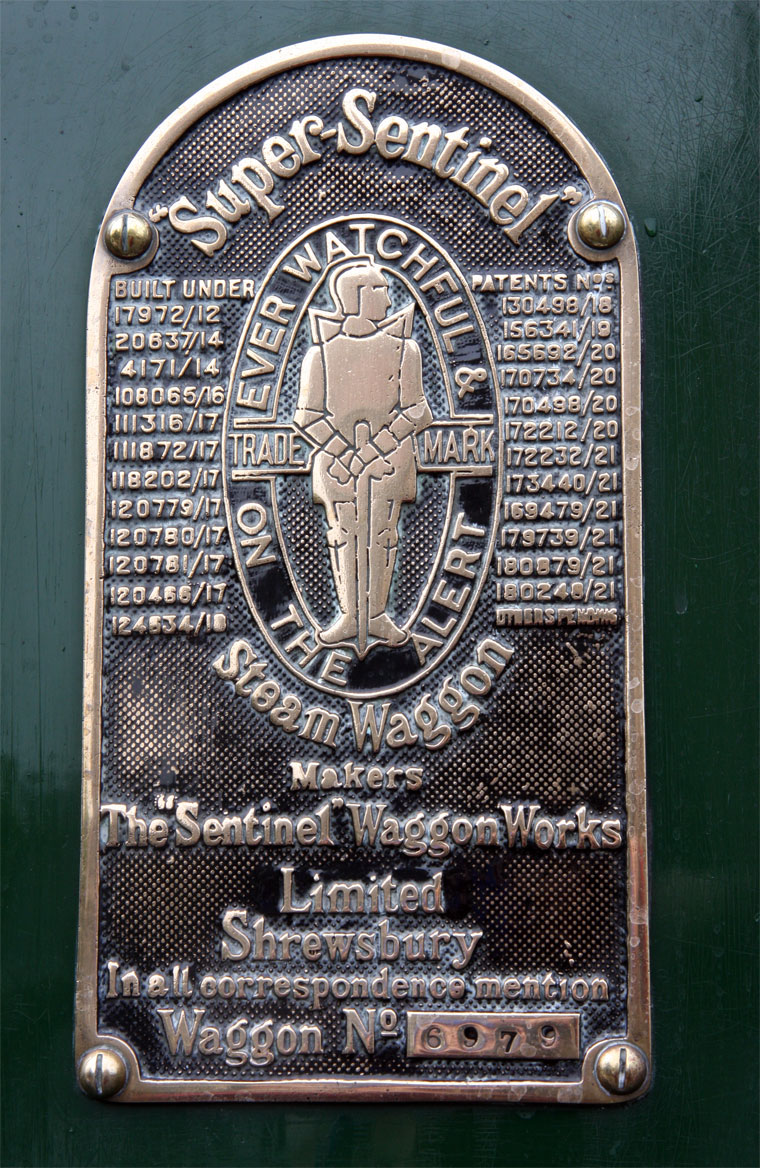 "Super-Sentinel"
BUILT UNDER
17972/12
20637/14
4171/14
108065/16
111316/17
111872/17
118202/17
120779/17
120780/17
120781/17
120466/17
124634/18
EVER WATCHFUL &
TRADE MARK
NO THE ALERT
PATENTS Nos
130498/18
156341/19
165692/20
170734/20
170498/20
172212/20
172232/21
173440/21
169479/21
179739/21
180879/21
180248/21
OTHERS PENDING
Steam Waggon
Makers
The "Sentinel" Waggon Works
Limited
Shrewsbury
In all correspondence mention
Waggon No 6979